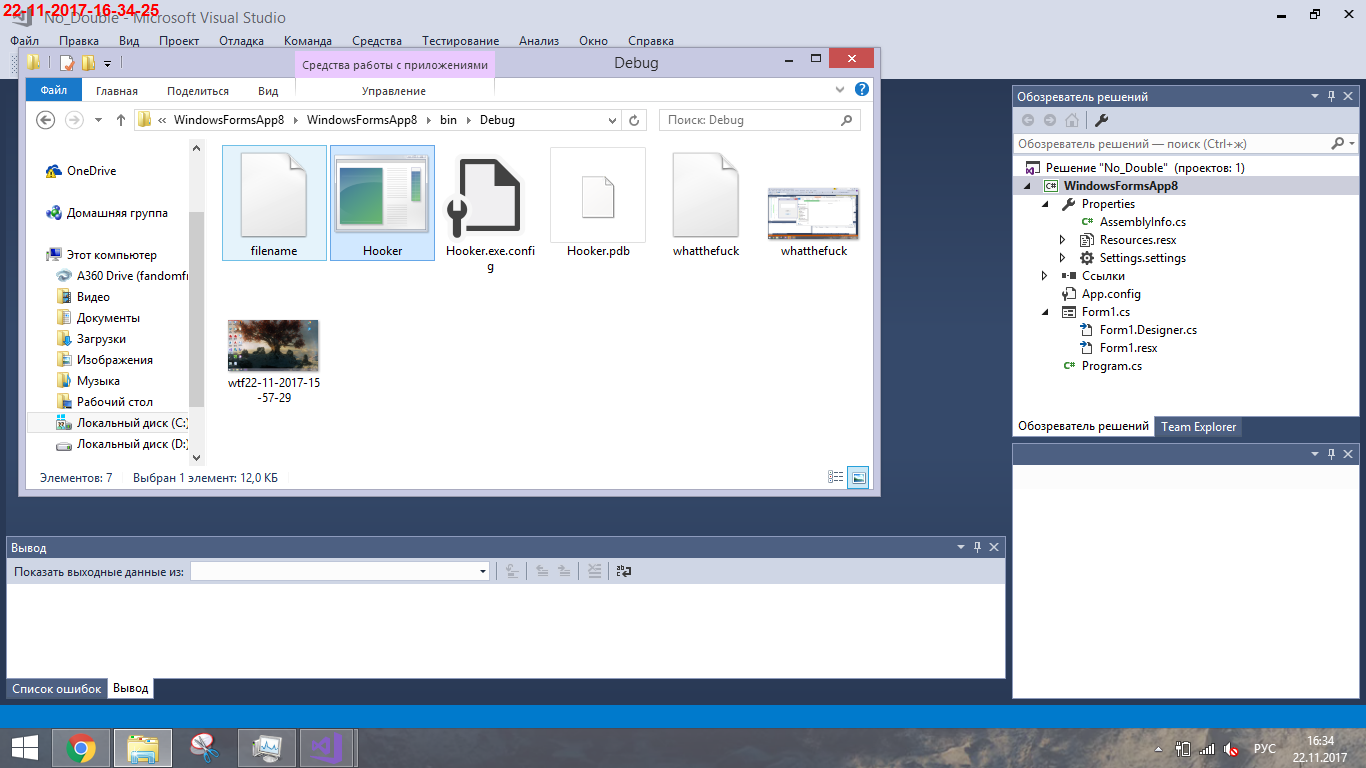 22-11-2017-16-34-25
No_Double - Microsoft Visual Studio
Файл Правка Вид Проект Отладка Команда Средства Тестирование Анализ Окно Справка
Средства работы с приложениями
Debug
Файл Главная Поделиться Вид Управление
« WindowsFormsApp8 WindowsFormsApp8 bin Debug
Поиск: Debug
OneDrive
Домашняя группа
Этот компьютер
A360 Drive (fandomfr
Видео
Документы
Загрузки
Изображения
Музыка
Рабочий стол
Локальный диск (C:)
Локальный диск (D:)
filename
Hooker
Hooker.exe.confi
g
Hooker.pdb
whatthefuck
whatthefuck
wtf22-11-2017-15
-57-29
Элементов: 7 Выбран 1 элемент: 12,0 КБ
Обозреватель решений
Обозреватель решений — поиск (Ctrl+ж)
Решение "No_Double" (проектов: 1)
C# WindowsFormsApp8
Properties
C# AssemblyInfo.cs
Resources.resx
Settings.settings
Ссылки
App.config
Form1.cs
Form1.Designer.cs
Form1.resx
C# Program.cs
Обозреватель решений Team Explorer
Вывод
Показать выходные данные из:
Список ошибок Вывод
РУС
16:34
22.11.2017